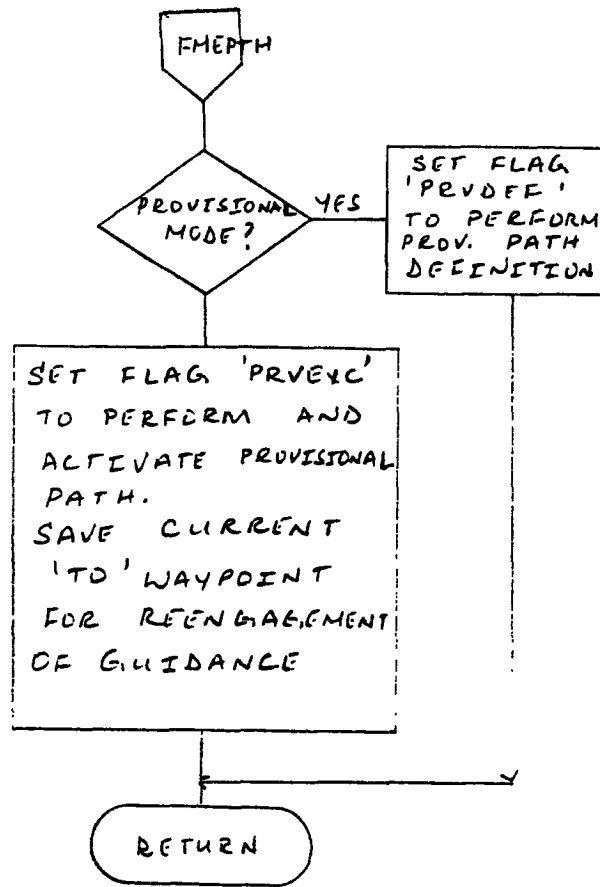 FMEPTH
PROVISIONAL
MODE?
YES
SET FLAG
'PRVDEF'
TO PERFORM
PROV. PATH
DEFINITION
SET FLAG 'PRVEXC'
TO PERFORM AND
ACTIVATE PROVISIONAL
PATH.
SAVE CURRENT
'TO' WAYPOINT
FOR REENGAGEMENT
OF GUIDANCE
RETURN